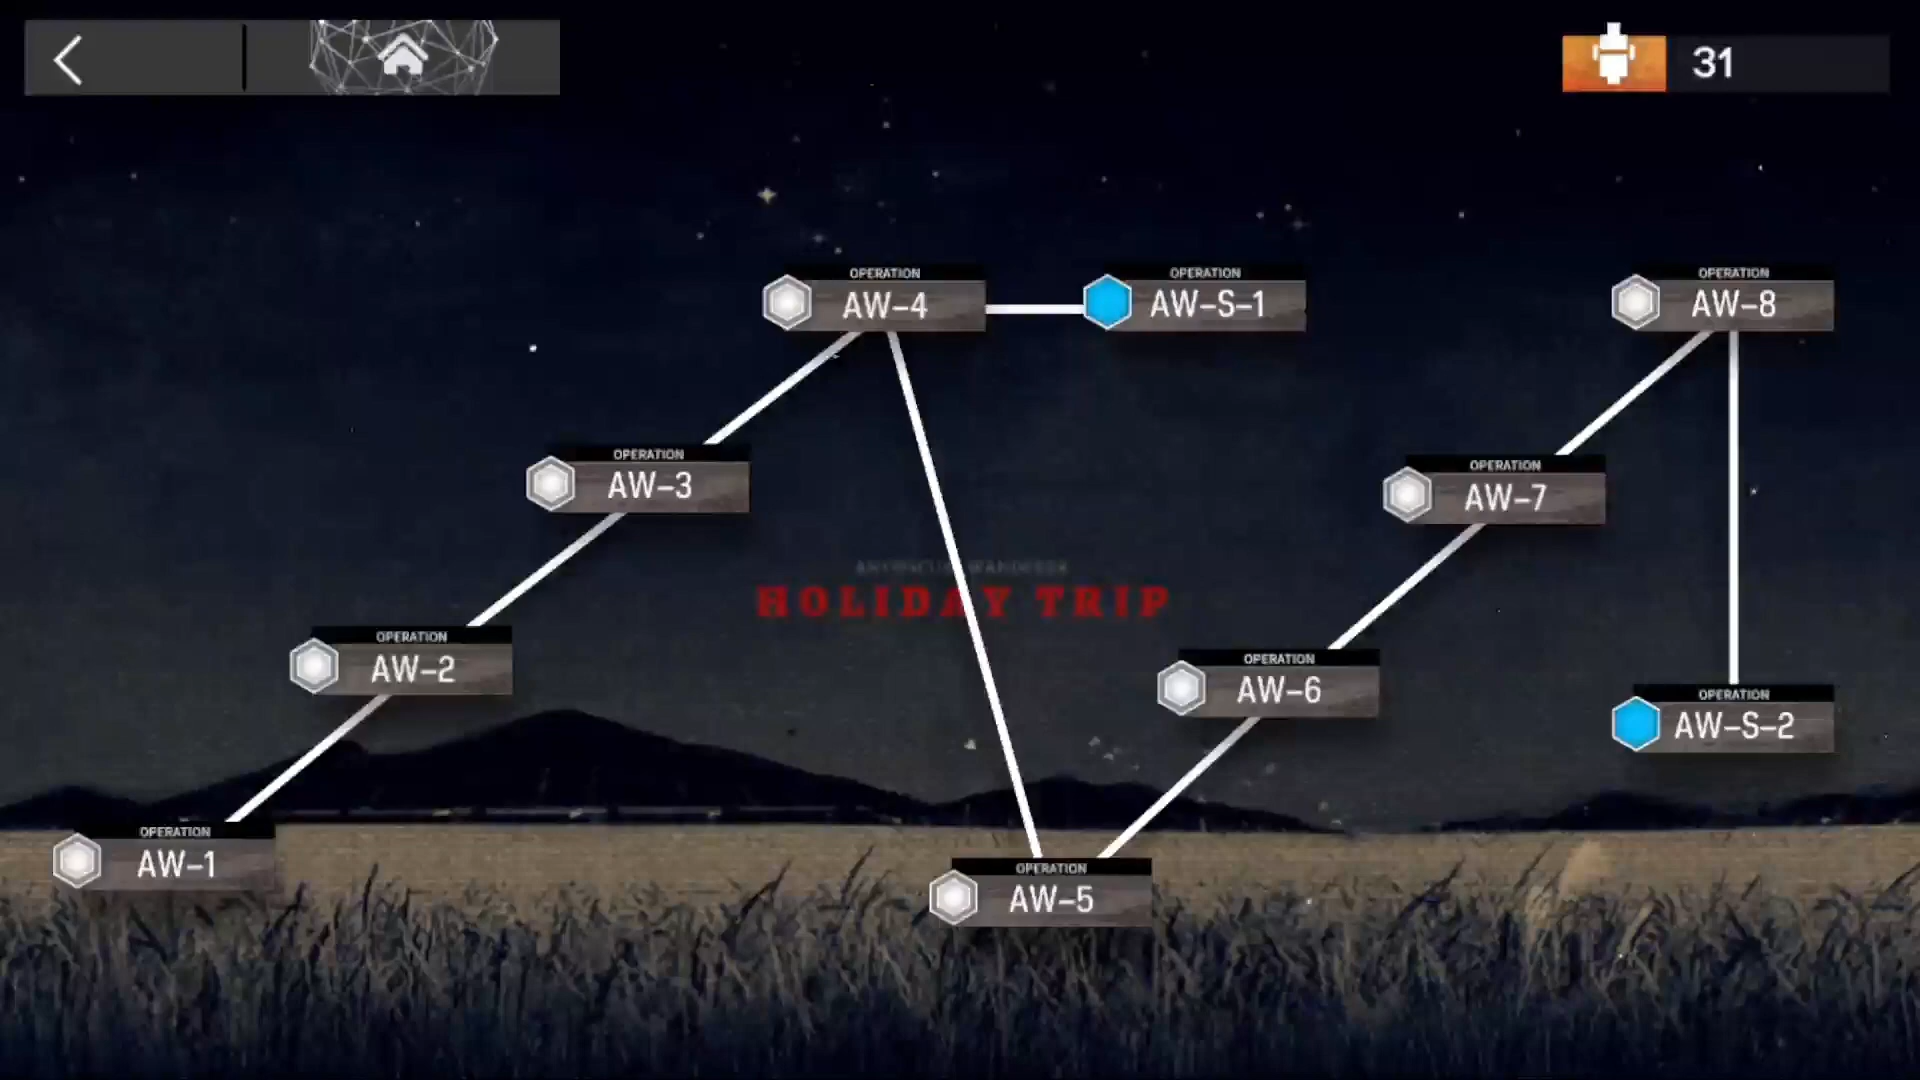 31
OPERATION
AW-4
OPERATION
AW-S-1
OPERATION
AW-8
OPERATION
AW-3
OPERATION
AW-7
HOLIDAY TRIP
OPERATION
AW-2
OPERATION
AW-6
OPERATION
AW-S-2
OPERATION
AW-1
OPERATION
AW-5